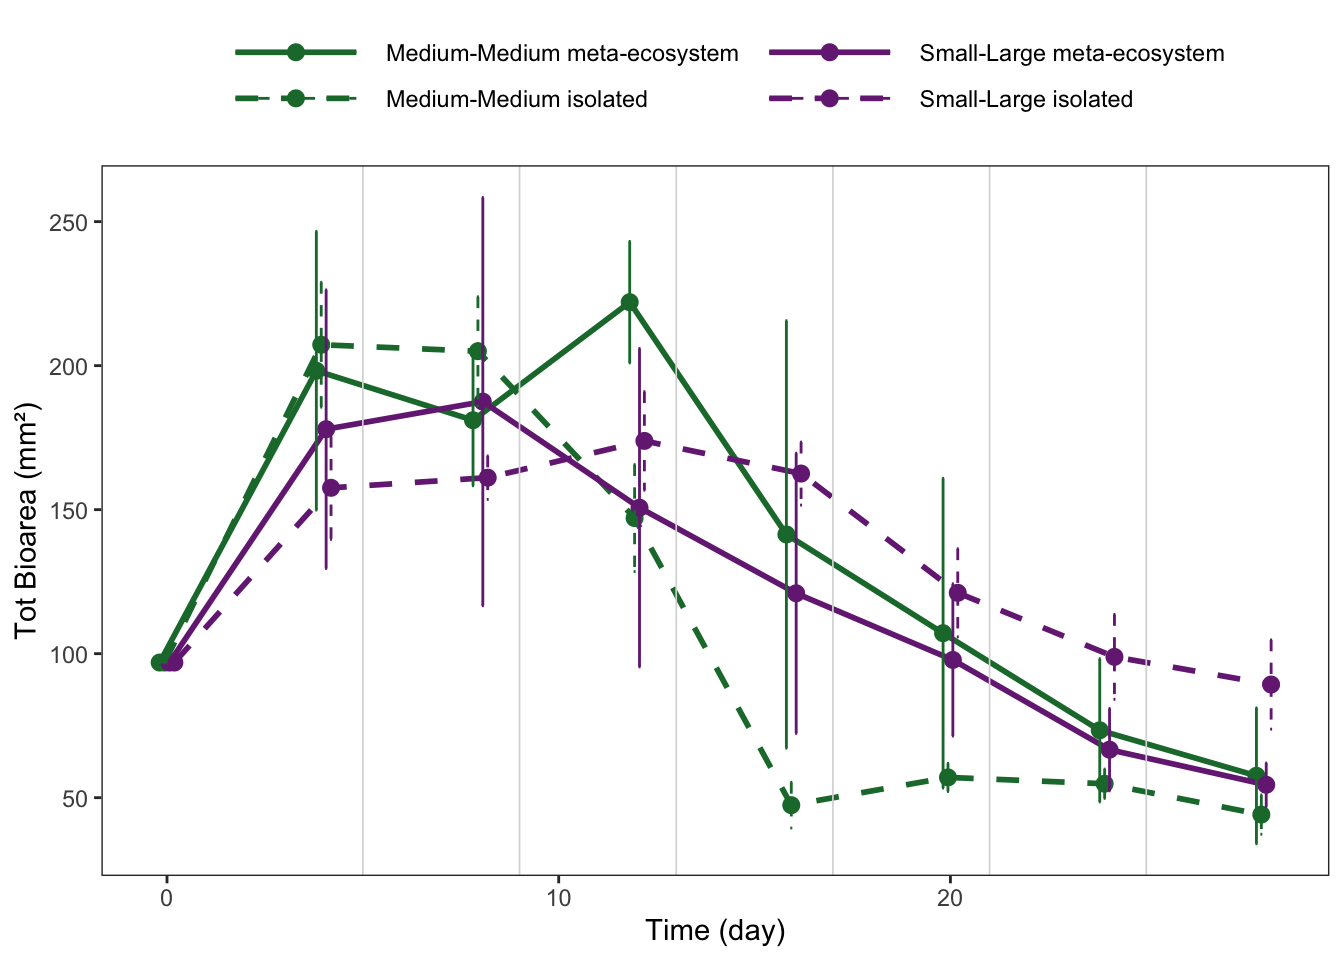 Medium-Medium meta-ecosystem Small-Large meta-ecosystem
Medium-Medium isolated Small-Large isolated
250
200
150
100
50
Tot Bioarea (mm²)
0 10 20
Time (day)